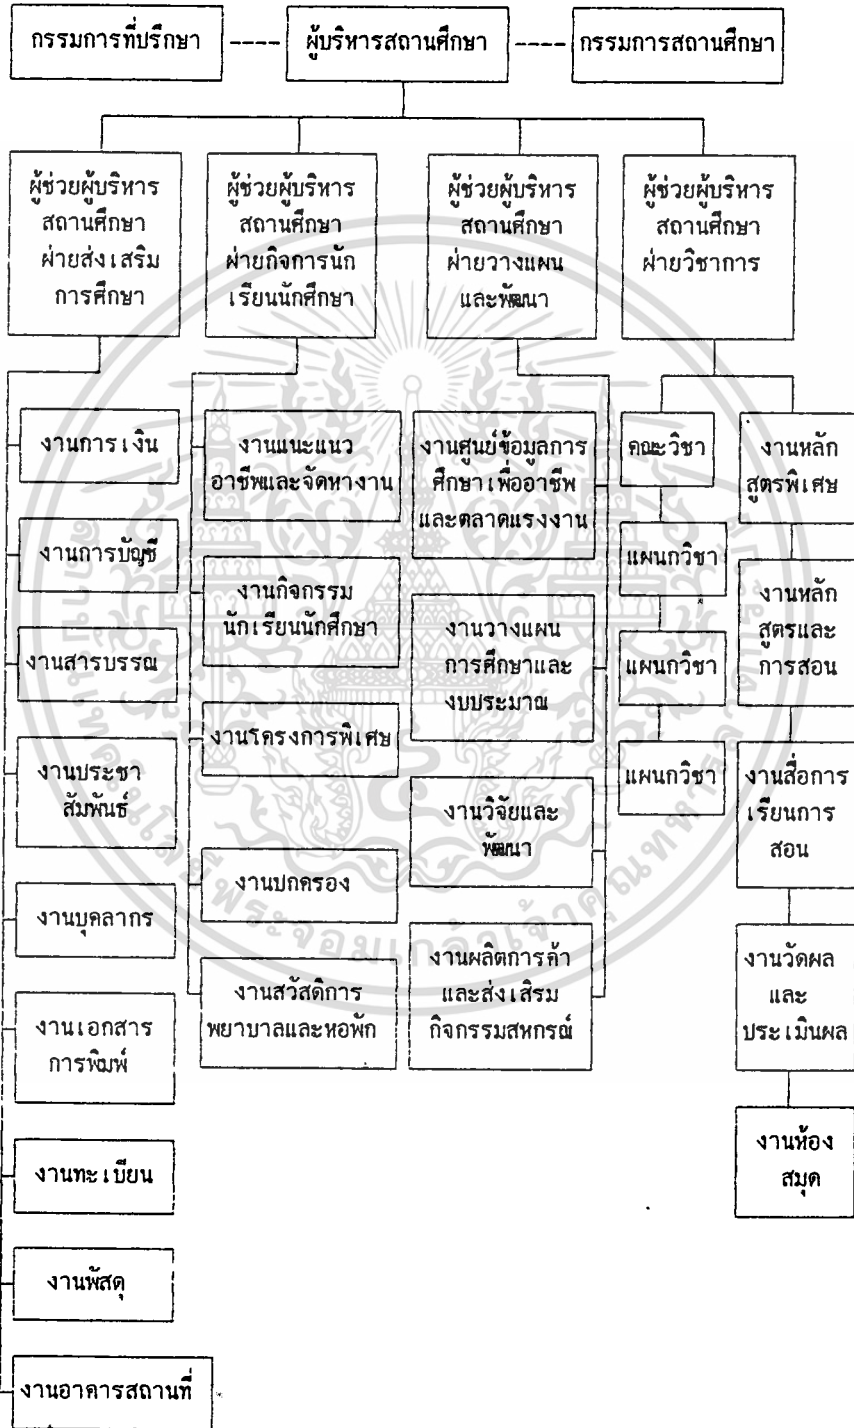 กรรมการที่ปรึกษา ---- ผู้บริหารสถานศึกษา ---- กรรมการสถานศึกษา
ผู้ช่วยผู้บริหาร
สถานศึกษา
ฝ่ายส่งเสริม
การศึกษา
ผู้ช่วยผู้บริหาร
สถานศึกษา
ฝ่ายกิจการนัก
เรียนนักศึกษา
ผู้ช่วยผู้บริหาร
สถานศึกษา
ฝ่ายวางแผน
และพัฒนา
ผู้ช่วยผู้บริหาร
สถานศึกษา
ฝ่ายวิชาการ
งานการเงิน
งานการบัญชี
งานสารบรรณ
งานประชา
สัมพันธ์
งานบุคลากร
งานเอกสาร
การพิมพ์
งานทะเบียน
งานพัสดุ
งานอาคารสถานที่
งานแนะแนว
อาชีพและจัดหางาน
งานกิจกรรม
นักเรียนนักศึกษา
งานโครงการพิเศษ
งานปกครอง
งานสวัสดิการ
พยาบาลและหอพัก
งานศูนย์ข้อมูลการ
ศึกษาเพื่ออาชีพ
และตลาดแรงงาน
งานวางแผน
การศึกษาและ
งบประมาณ
งานวิจัยและ
พัฒนา
งานผลิตการค้า
และส่งเสิรม
กิจกรรมสหกรณ์
คณะวิชา
แผนกวิชา
แผนกวิชา
แผนกวิชา
งานหลัก
สูตรพิเศษ
งานหลัก
สูตรและ
การสอน
งานสื่อการ
เรียนการ
สอน
งานวัดผล
และ
ประเมินผล
งานห้อง
สมุด
พระจอมเกล้าเจ้าคุณทหาร